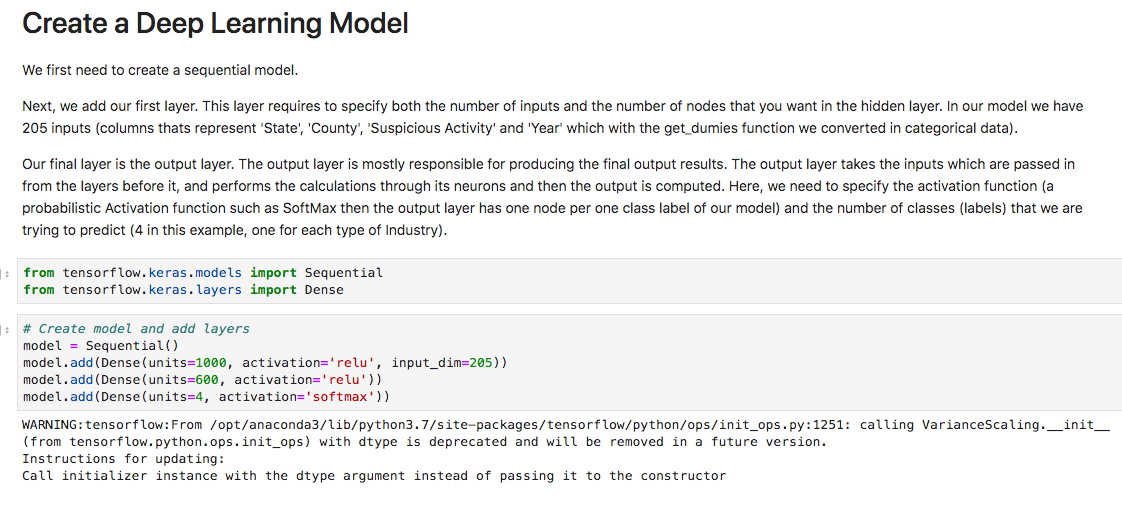 Create a Deep Learning Model
We first need to create a sequential model.
Next, we add our first layer. This layer requires to specify both the number of inputs and the number of nodes that you want in the hidden layer. In our model we have
205 inputs (columns thats represent 'State', 'County', 'Suspicious Activity' and 'Year' which with the get_dumies function we converted in categorical data).
Our final layer is the output layer. The output layer is mostly responsible for producing the final output results. The output layer takes the inputs which are passed in
from the layers before it, and performs the calculations through its neurons and then the output is computed. Here, we need to specify the activation function (a
probabilistic Activation function such as SoftMax then the output layer has one node per one class label of our model) and the number of classes (labels) that we are
trying to predict (4 in this example, one for each type of Industry).
]: from tensorflow.keras.models import Sequential
from tensorflow.keras.layers import Dense
]: # Create model and add layers
model = Sequential()
model.add(Dense(units=1000, activation='relu', input_dim=205))
model.add(Dense(units=600, activation='relu'))
model.add(Dense(units=4, activation='softmax'))
WARNING:tensorflow:From /opt/anaconda3/lib/python3.7/site-packages/tensorflow/python/ops/init_ops.py:1251: calling VarianceScaling.__init__
(from tensorflow.python.ops.init_ops) with dtype is deprecated and will be removed in a future version.
Instructions for updating:
Call initializer instance with the dtype argument instead of passing it to the constructor